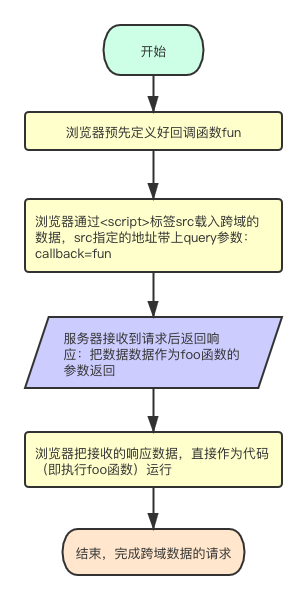 开始
浏览器预先定义好回调函数fun
浏览器通过<script>标签src载入跨域的
数据，src指定的地址带上query参数：
callback=fun
服务器接收到请求后返回响
应：把数据数据作为foo函数的
参数返回
浏览器把接收的响应数据，直接作为代码
（即执行foo函数）运行
结束，完成跨域数据的请求